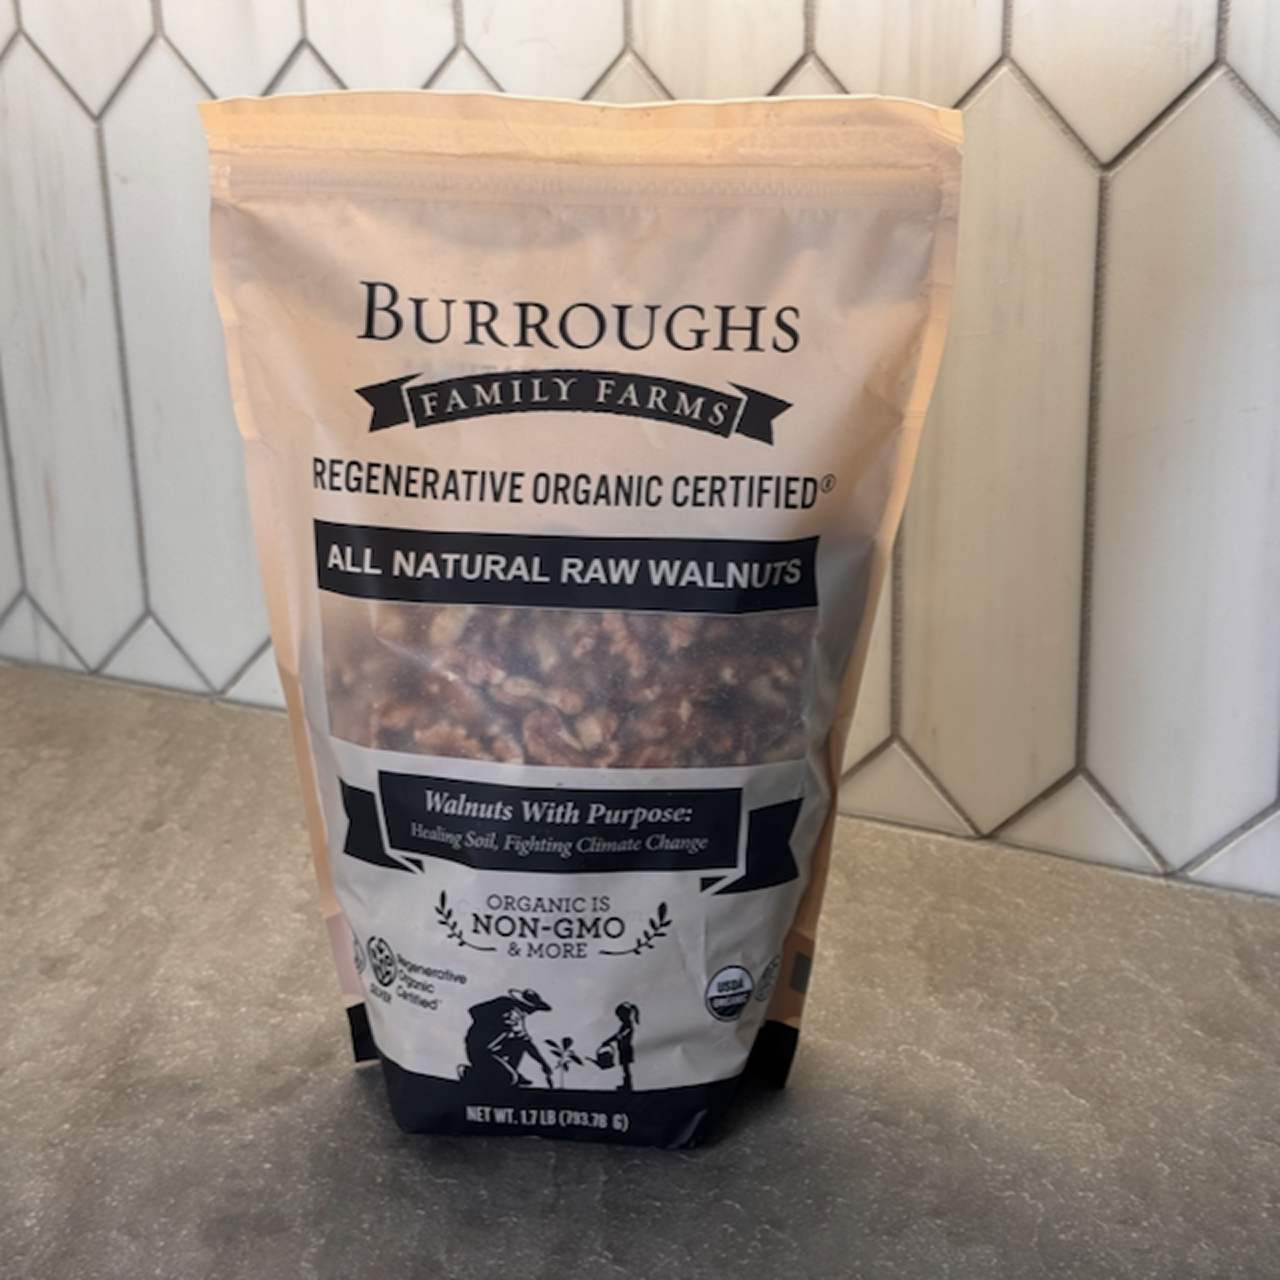 BURROUGHS
FAMILY FARMS
REGENERATIVE ORGANIC CERTIFIED®
ALL NATURAL RAW WALNUTS
Walnuts With Purpose:
Healing Soil, Fighting Climate Change
ORGANIC IS
NON-GMO
& MORE
Regenerative
Organic
Certified
SILVER
USDA
ORGANIC
NET WT. 1.7 LB (793.78 G)